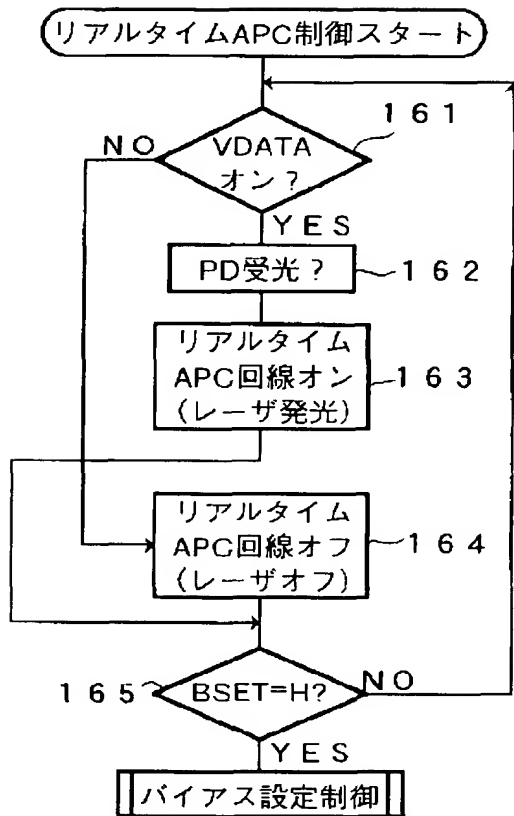 リアルタイムAPC制御スタート
161
NO
VDATA
オン？
YES
PD受光？
162
リアルタイム
APC回線オン
(レーザ発光)
163
リアルタイム
APC回線オフ
(レーザオフ)
164
165
BSET=H?
NO
YES
バイアス設定制御